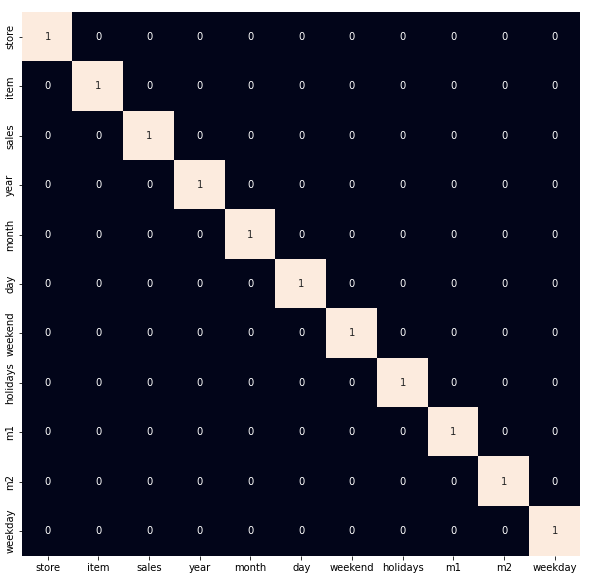 store 1 0 0 0 0 0 0 0 0 0 0
item 0 1 0 0 0 0 0 0 0 0 0
sales 0 0 1 0 0 0 0 0 0 0 0
year 0 0 0 1 0 0 0 0 0 0 0
month 0 0 0 0 1 0 0 0 0 0 0
day 0 0 0 0 0 1 0 0 0 0 0
weekend 0 0 0 0 0 0 1 0 0 0 0
holidays 0 0 0 0 0 0 0 1 0 0 0
m1 0 0 0 0 0 0 0 0 1 0 0
m2 0 0 0 0 0 0 0 0 0 1 0
weekday 0 0 0 0 0 0 0 0 0 0 1
store item sales year month day weekend holidays m1 m2 weekday